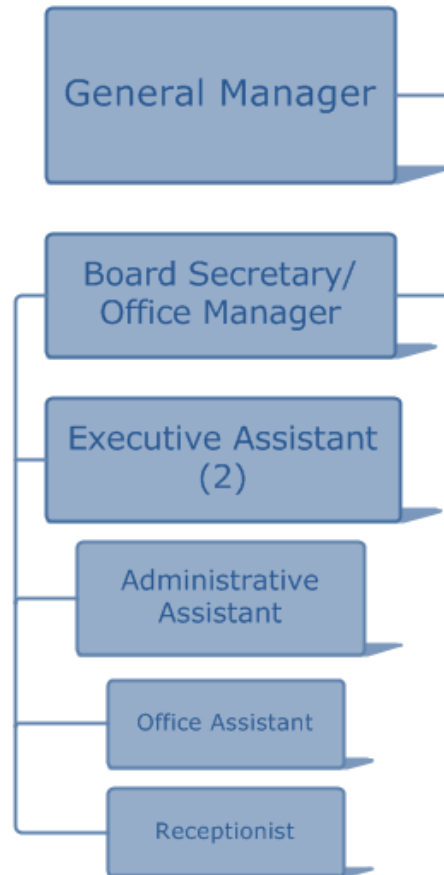 General Manager
Board Secretary/
Office Manager
Executive Assistant
(2)
Administrative
Assistant
Office Assistant
Receptionist